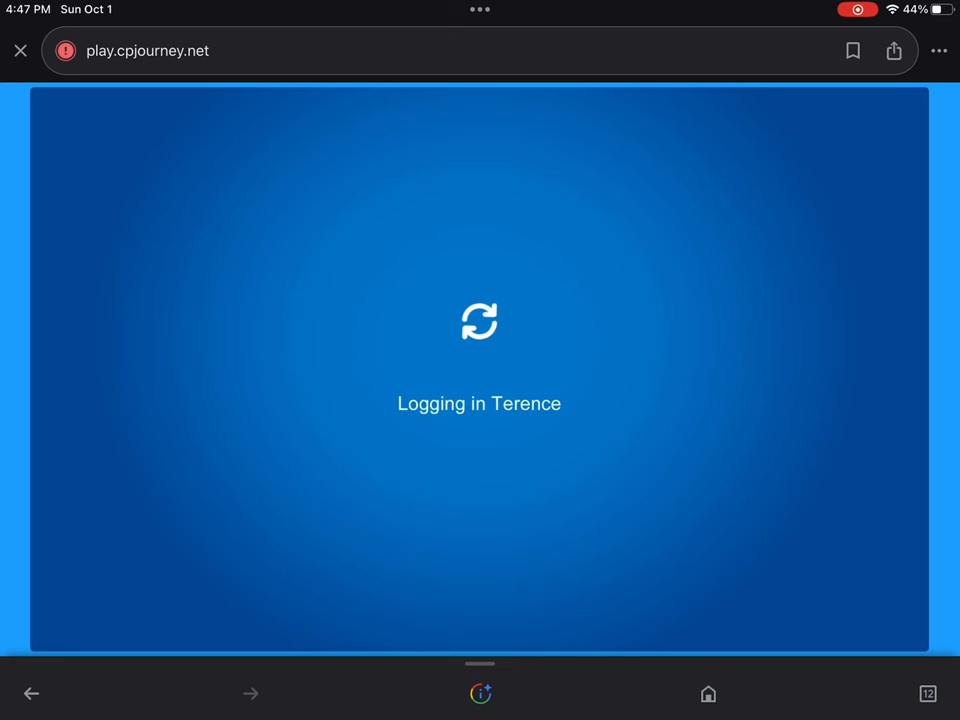 4:47 PM Sun Oct 1
44%
play.cpjourney.net
Logging in Terence
12